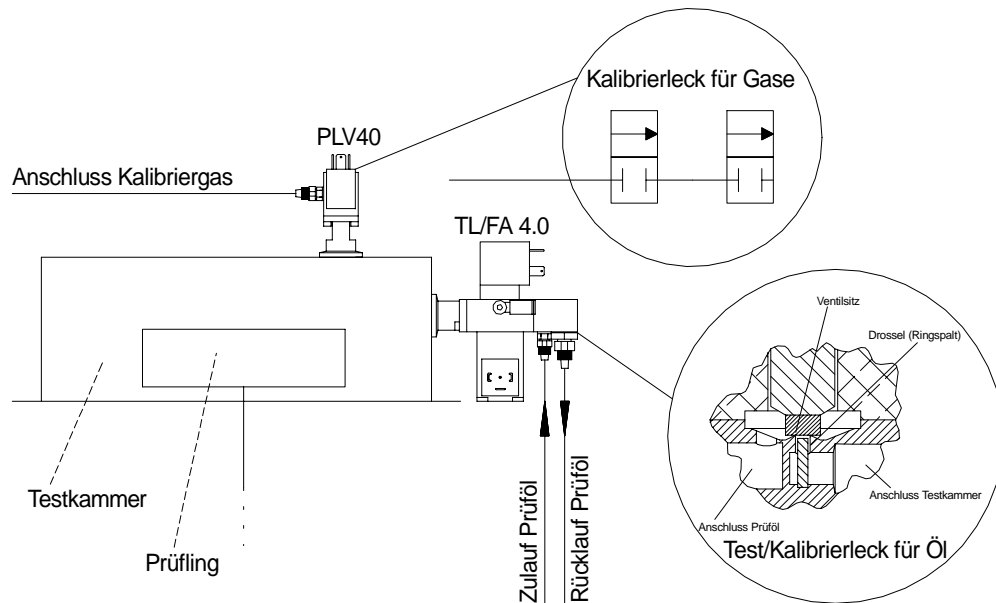 Kalibrierleck für Gase
PLV40
Anschluss Kalibriergas
TL/FA 4.0
Ventilsitz
Drossel (Ringspalt)
Testkammer
Prüfling
Zulauf Prüföl
Rücklauf Prüföl
Anschluss Testkammer
Anschluss Prüföl
Test/Kalibrierleck für Öl